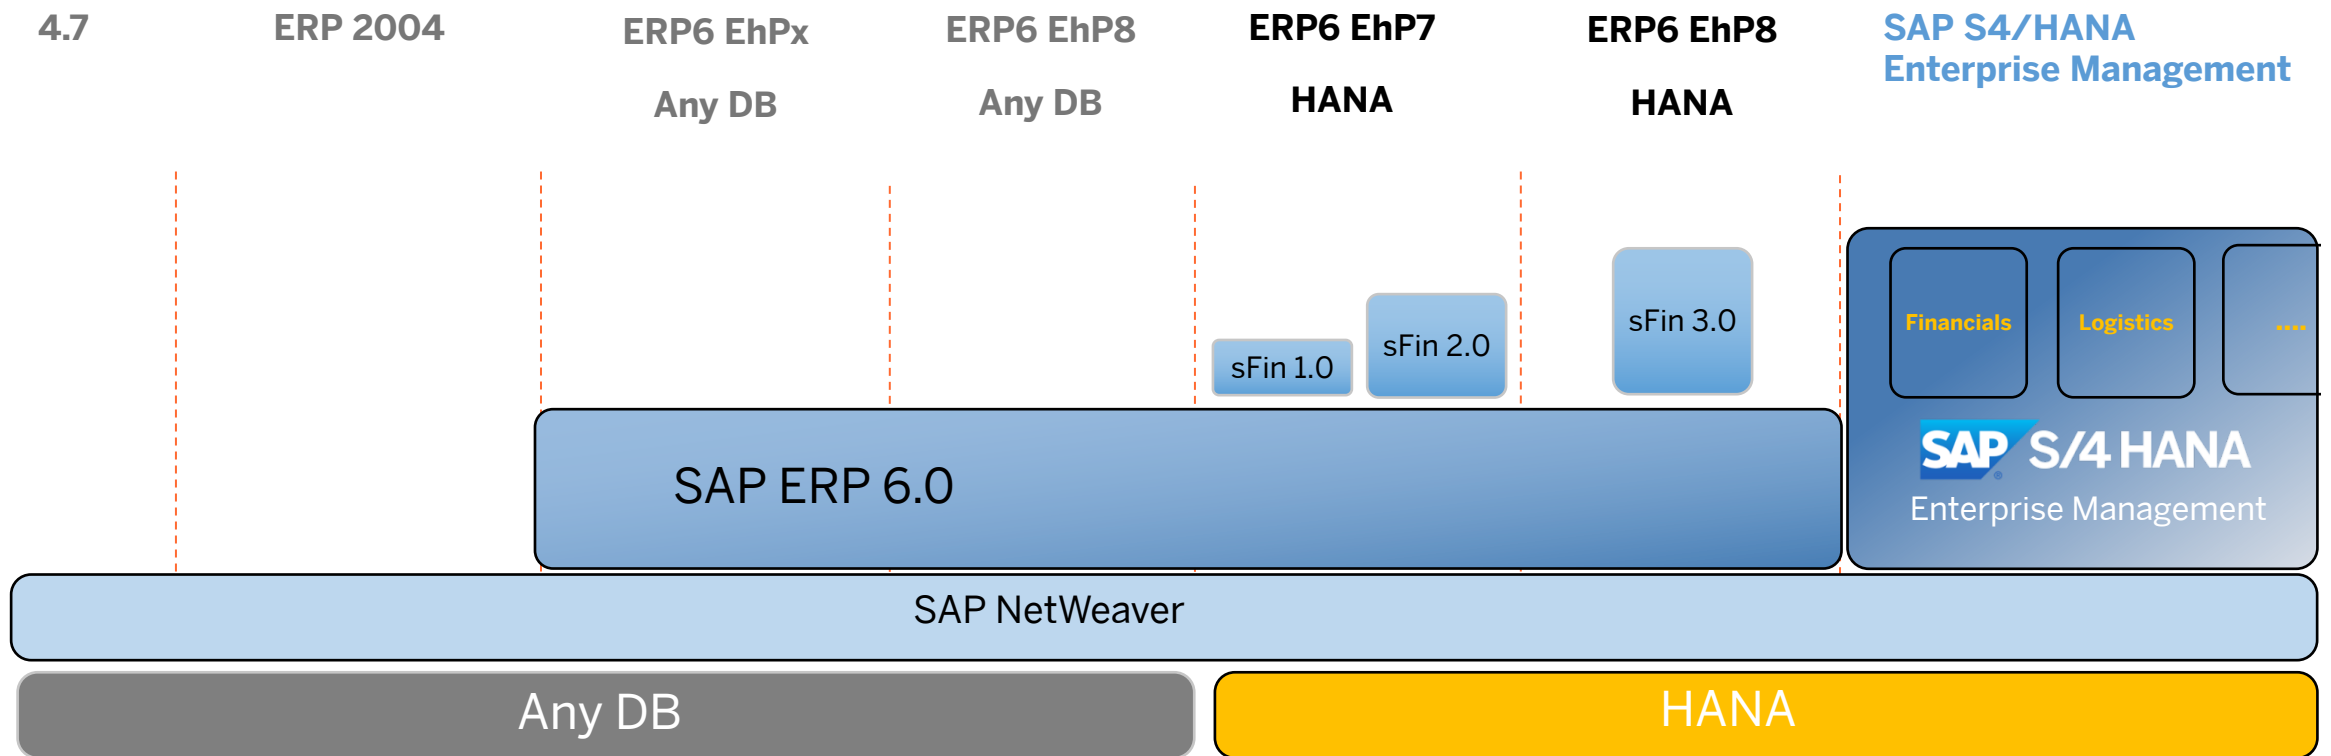 4.7
ERP 2004
ERP6 EhPx
Any DB
ERP6 EhP8
Any DB
ERP6 EhP7
HANA
ERP6 EhP8
HANA
SAP S4/HANA
Enterprise Management
sFin 1.0
sFin 2.0
sFin 3.0
Financials
Logistics
....
SAP S/4 HANA
Enterprise Management
SAP ERP 6.0
SAP NetWeaver
Any DB
HANA